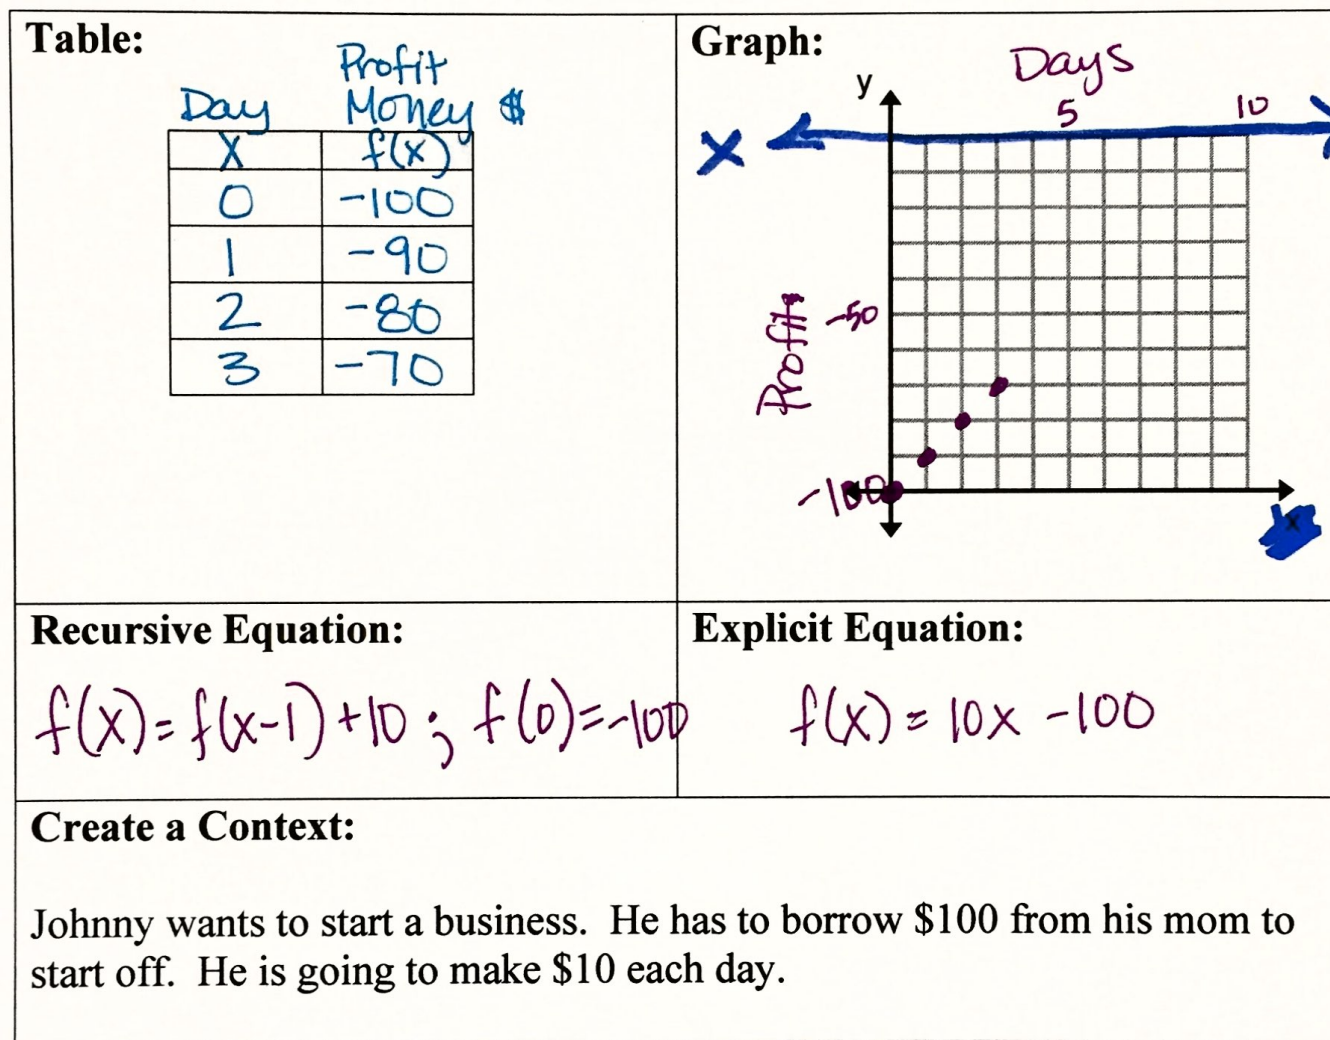 Table:
Profit
Day Money $
X f(x)
0 -100
1 -90
2 -80
3 -70
Graph:
Days
y
5 10
X
Profit
-50
-100
x
Recursive Equation:
f(x)=f(x-1)+10; f(0)=-100
Explicit Equation:
f(x)=10x -100
Create a Context:
Johnny wants to start a business. He has to borrow $100 from his mom to
start off. He is going to make $10 each day.